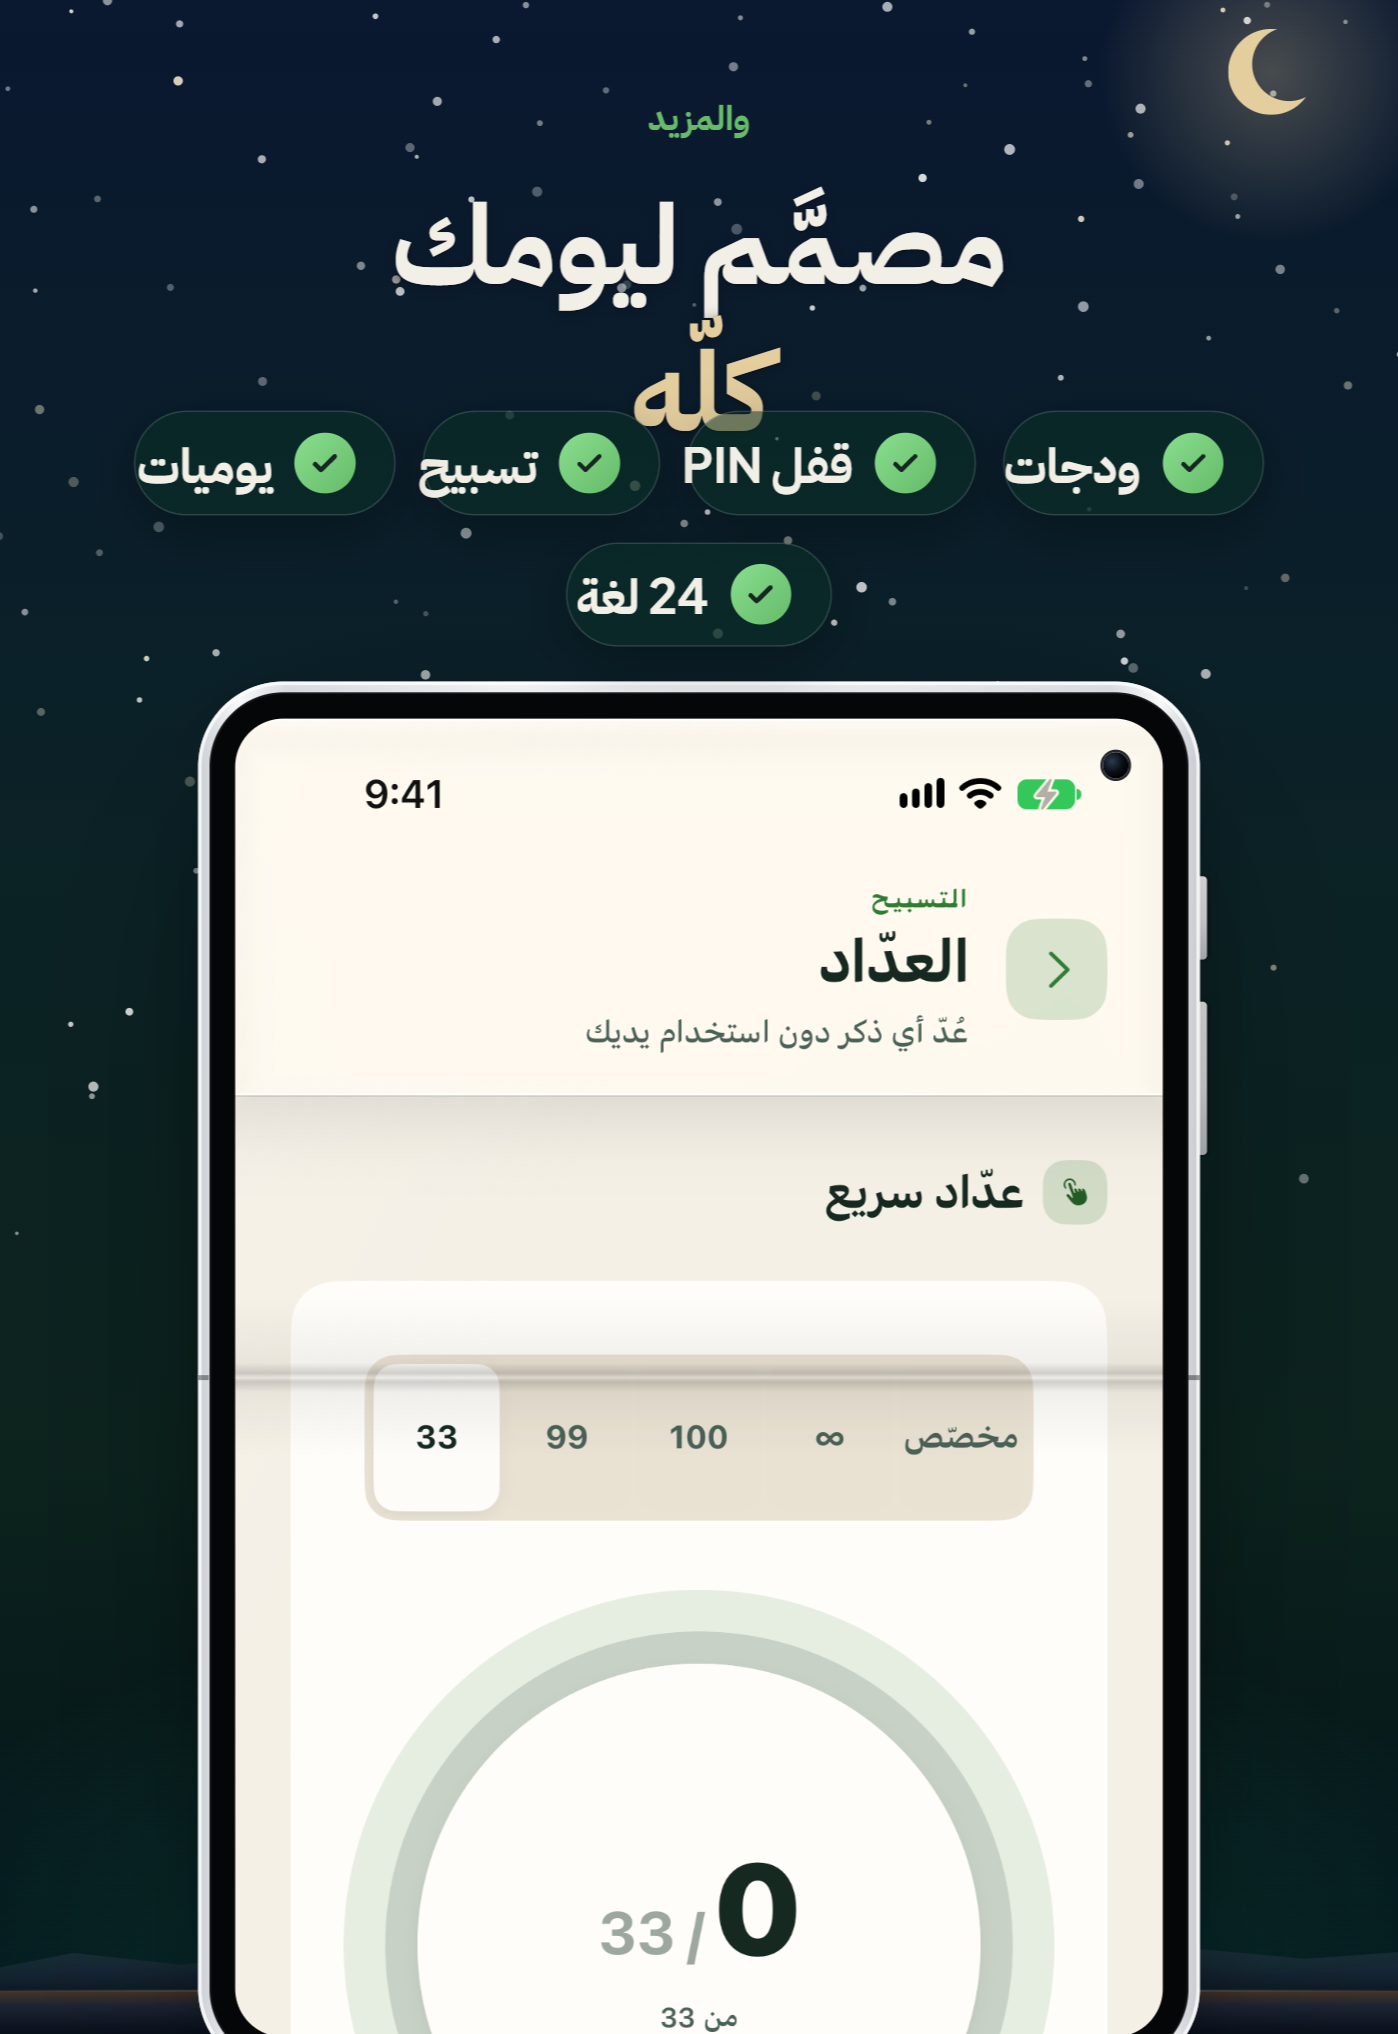 والمزيد
مصمَّم ليومك
كلّه
ودجات
قفل PIN
تسبيح
يوميات
24 لغة
9:41
التسبيح
العدّاد
عُدّ أي ذكر دون استخدام يديك
عدّاد سريع
33 99 100 ∞ مخصّص
0/33
من 33